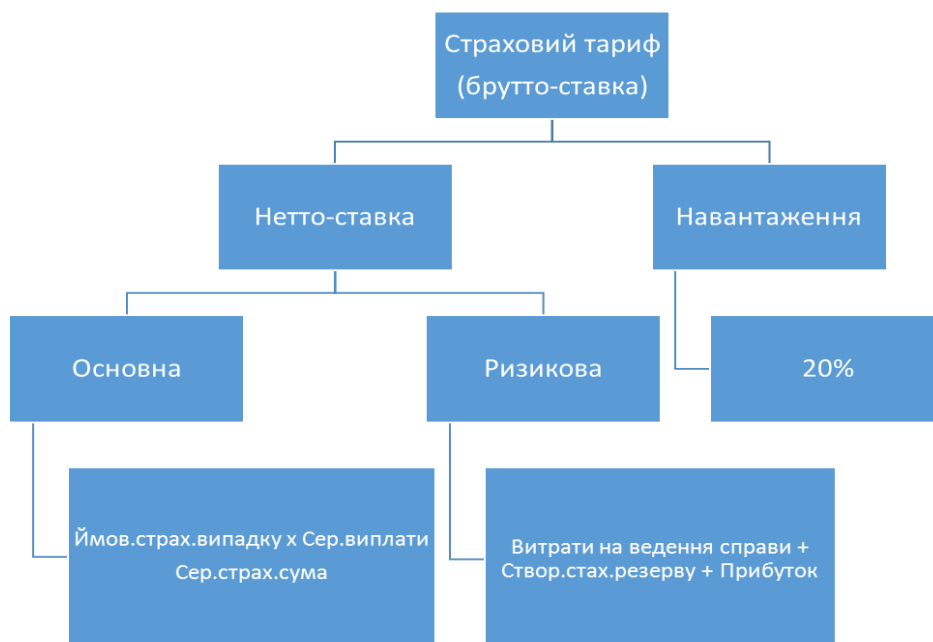 Страховий тариф
(брутто-ставка)
Нетто-ставка
Навантаження
Основна
Ризикова
20%
Ймов.страх.випадку х Сер.виплати
Сер.страх.сума
Витрати на ведення справи +
Створ.стах.резерву + Прибуток